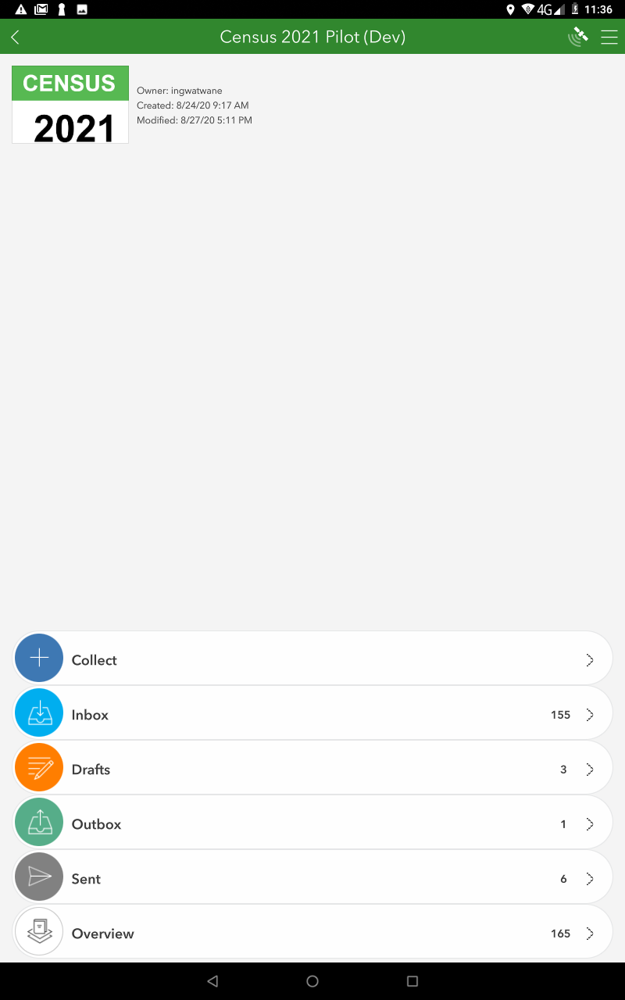 4G 11:36
Census 2021 Pilot (Dev)
CENSUS
2021
Owner: ingwatwane
Created: 8/24/20 9:17 AM
Modified: 8/27/20 5:11 PM
Collect
Inbox 155
Drafts 3
Outbox 1
Sent 6
Overview 165